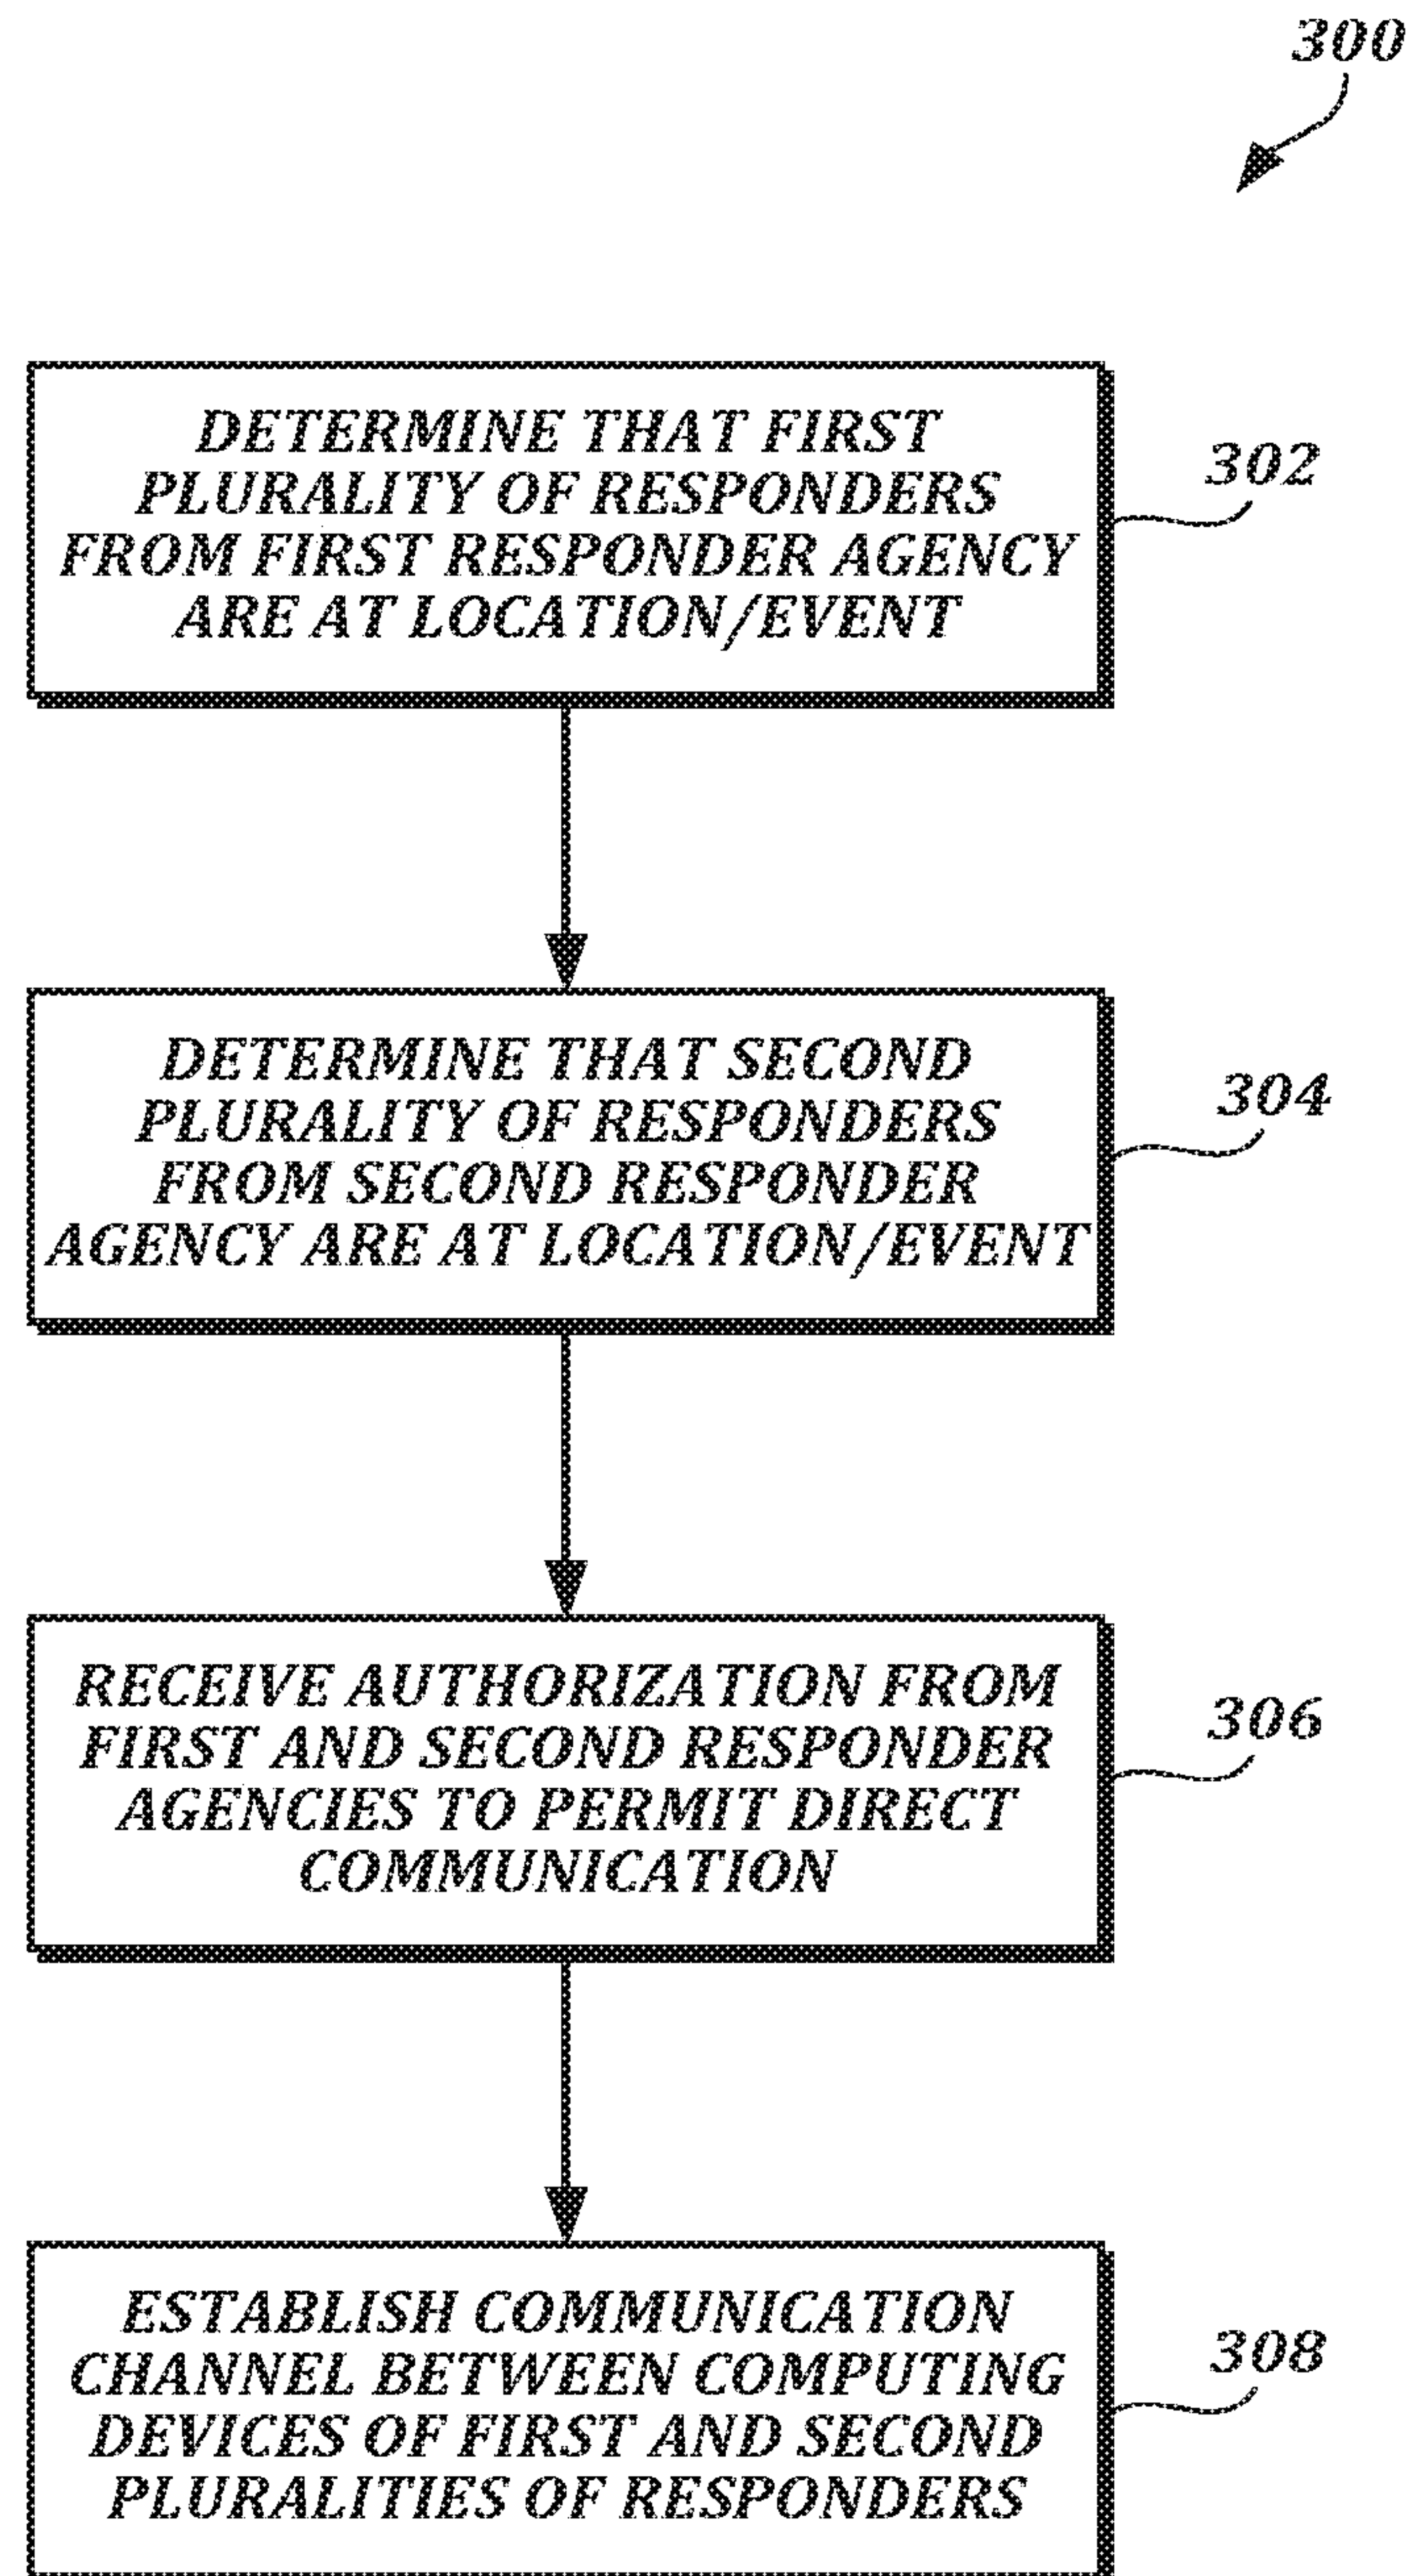 300
DETERMINE THAT FIRST
PLURALITY OF RESPONDERS
FROM FIRST RESPONDER AGENCY
ARE AT LOCATION/EVENT
302
DETERMINE THAT SECOND
PLURALITY OF RESPONDERS
FROM SECOND RESPONDER
AGENCY ARE AT LOCATION/EVENT
304
RECEIVE AUTHORIZATION FROM
FIRST AND SECOND RESPONDER
AGENCIES TO PERMIT DIRECT
COMMUNICATION
306
ESTABLISH COMMUNICATION
CHANNEL BETWEEN COMPUTING
DEVICES OF FIRST AND SECOND
PLURALITIES OF RESPONDERS
308